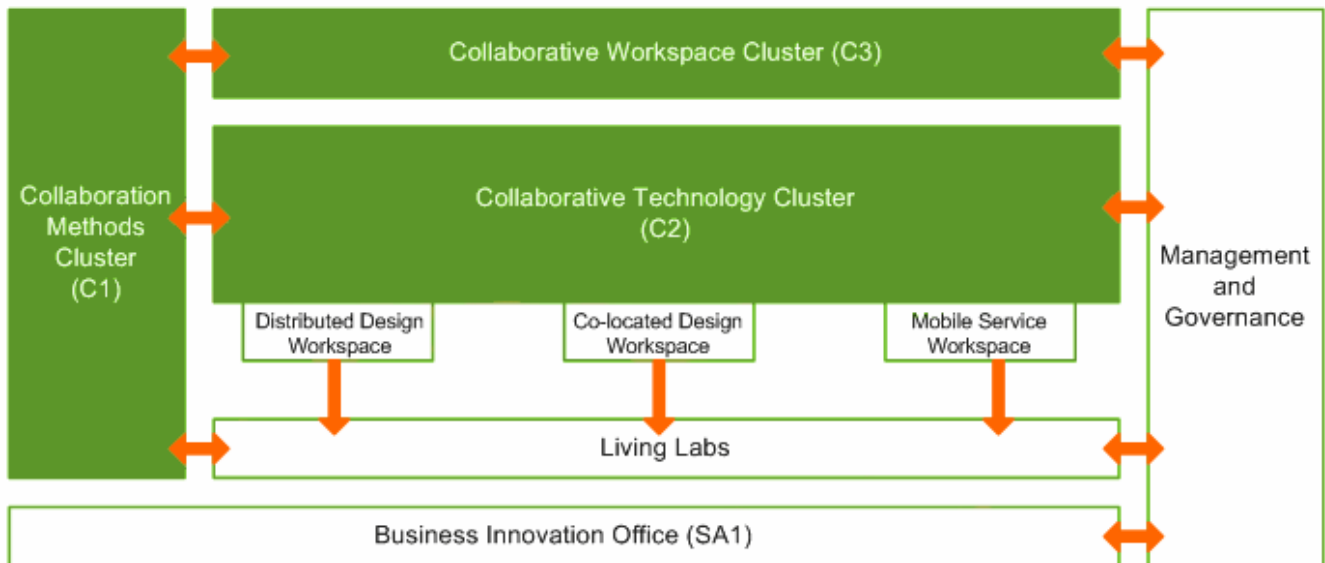 Collaborative Workspace Cluster (C3)
Collaboration
Methods
Cluster
(C1)
Collaborative Technology Cluster
(C2)
Management
and
Governance
Distributed Design
Workspace
Co-located Design
Workspace
Mobile Service
Workspace
Living Labs
Business Innovation Office (SA1)